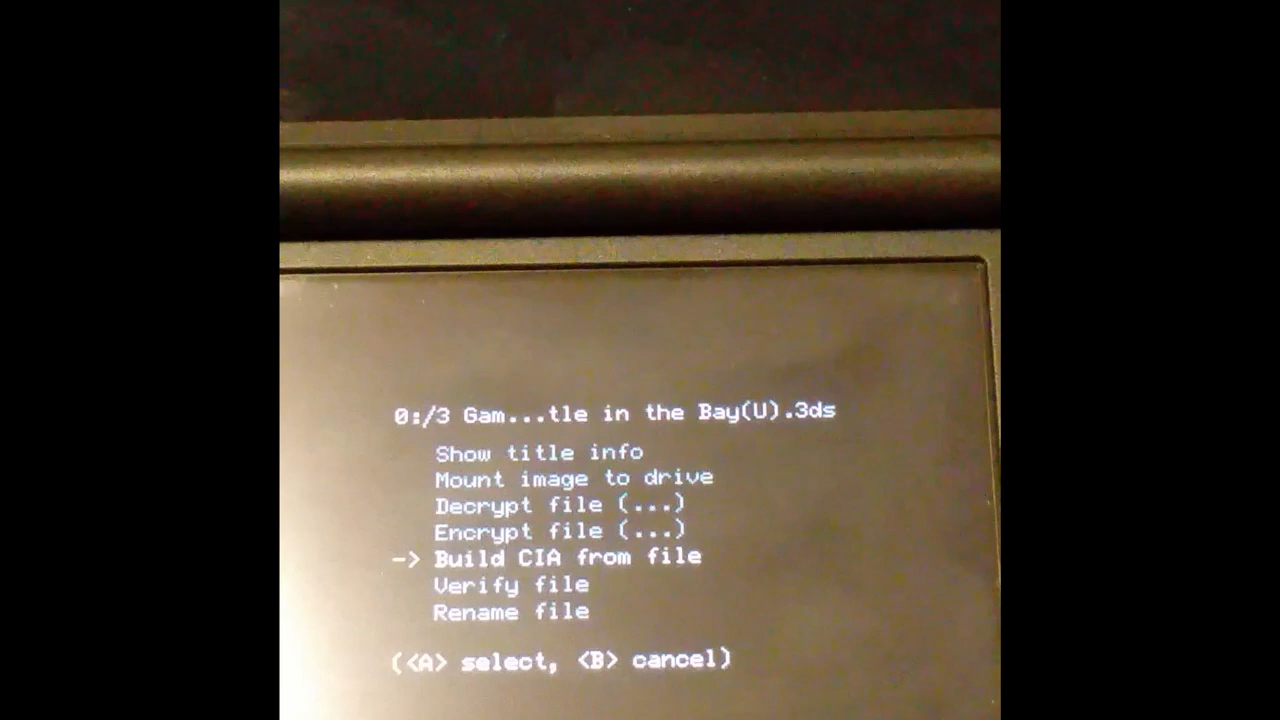 0:/3 Gam...tle in the Bay(U).3ds
Show title info
Mount image to drive
Decrypt file (...)
Encrypt file (...)
-> Build CIA from file
Verify file
Rename file
(<A> select, <B> cancel)